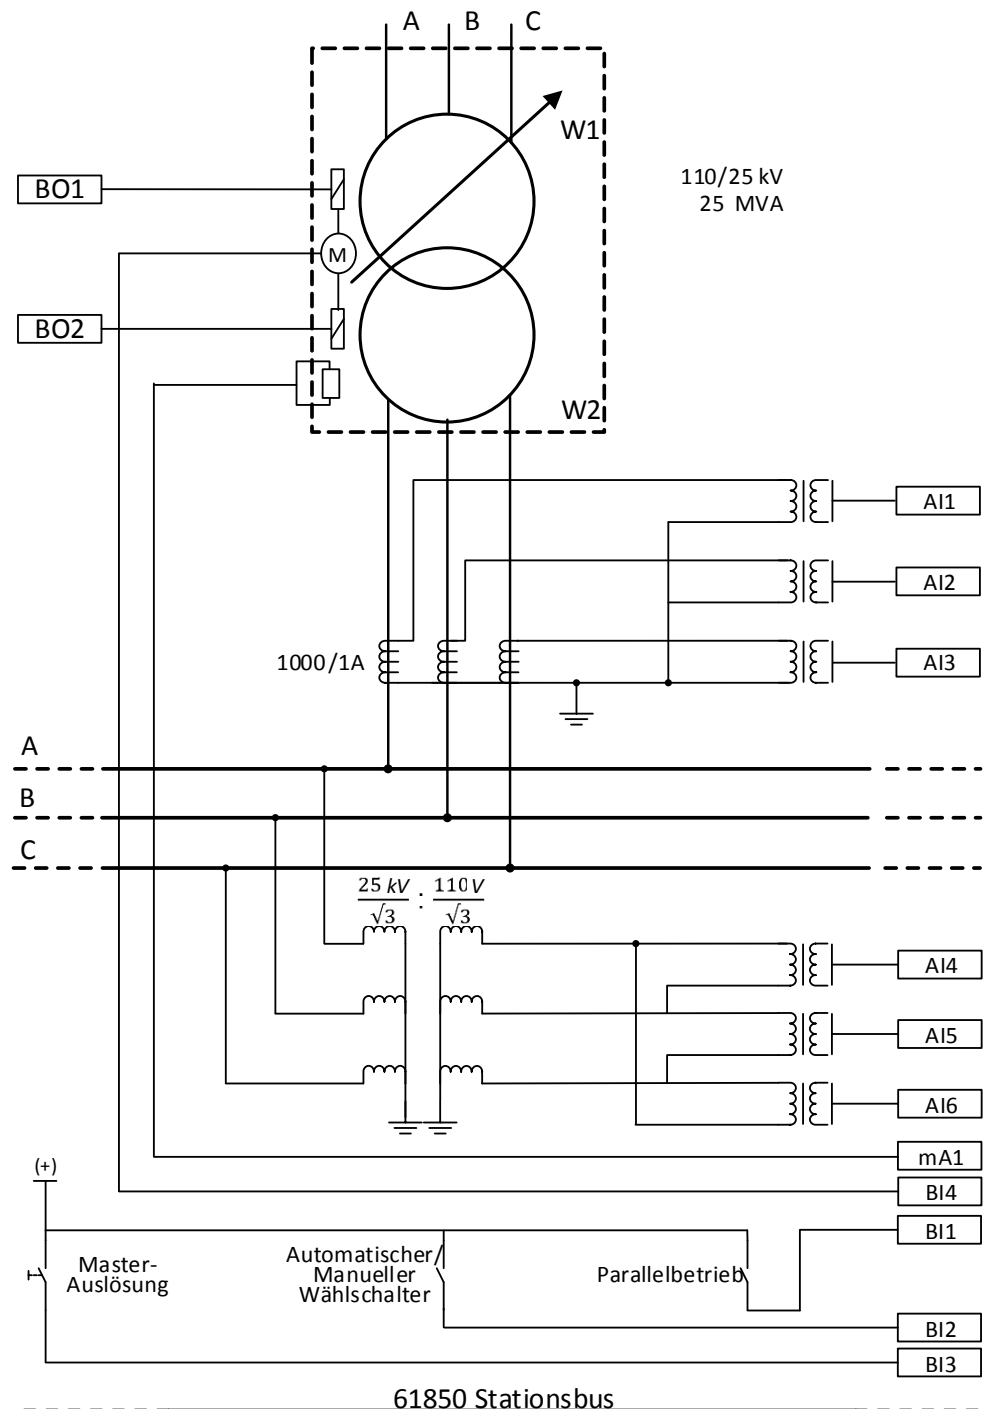 A B C
W1
110/25 kV
25 MVA
BO1
M
BO2
W2
AI1
AI2
1000/1A
AI3
A
B
C
25 kV/√3 : 110 V/√3
AI4
AI5
AI6
mA1
(+)
BI4
BI1
Master-
Auslösung
Automatischer/
Manueller
Wählschalter
Parallelbetrieb
BI2
BI3
61850 Stationsbus